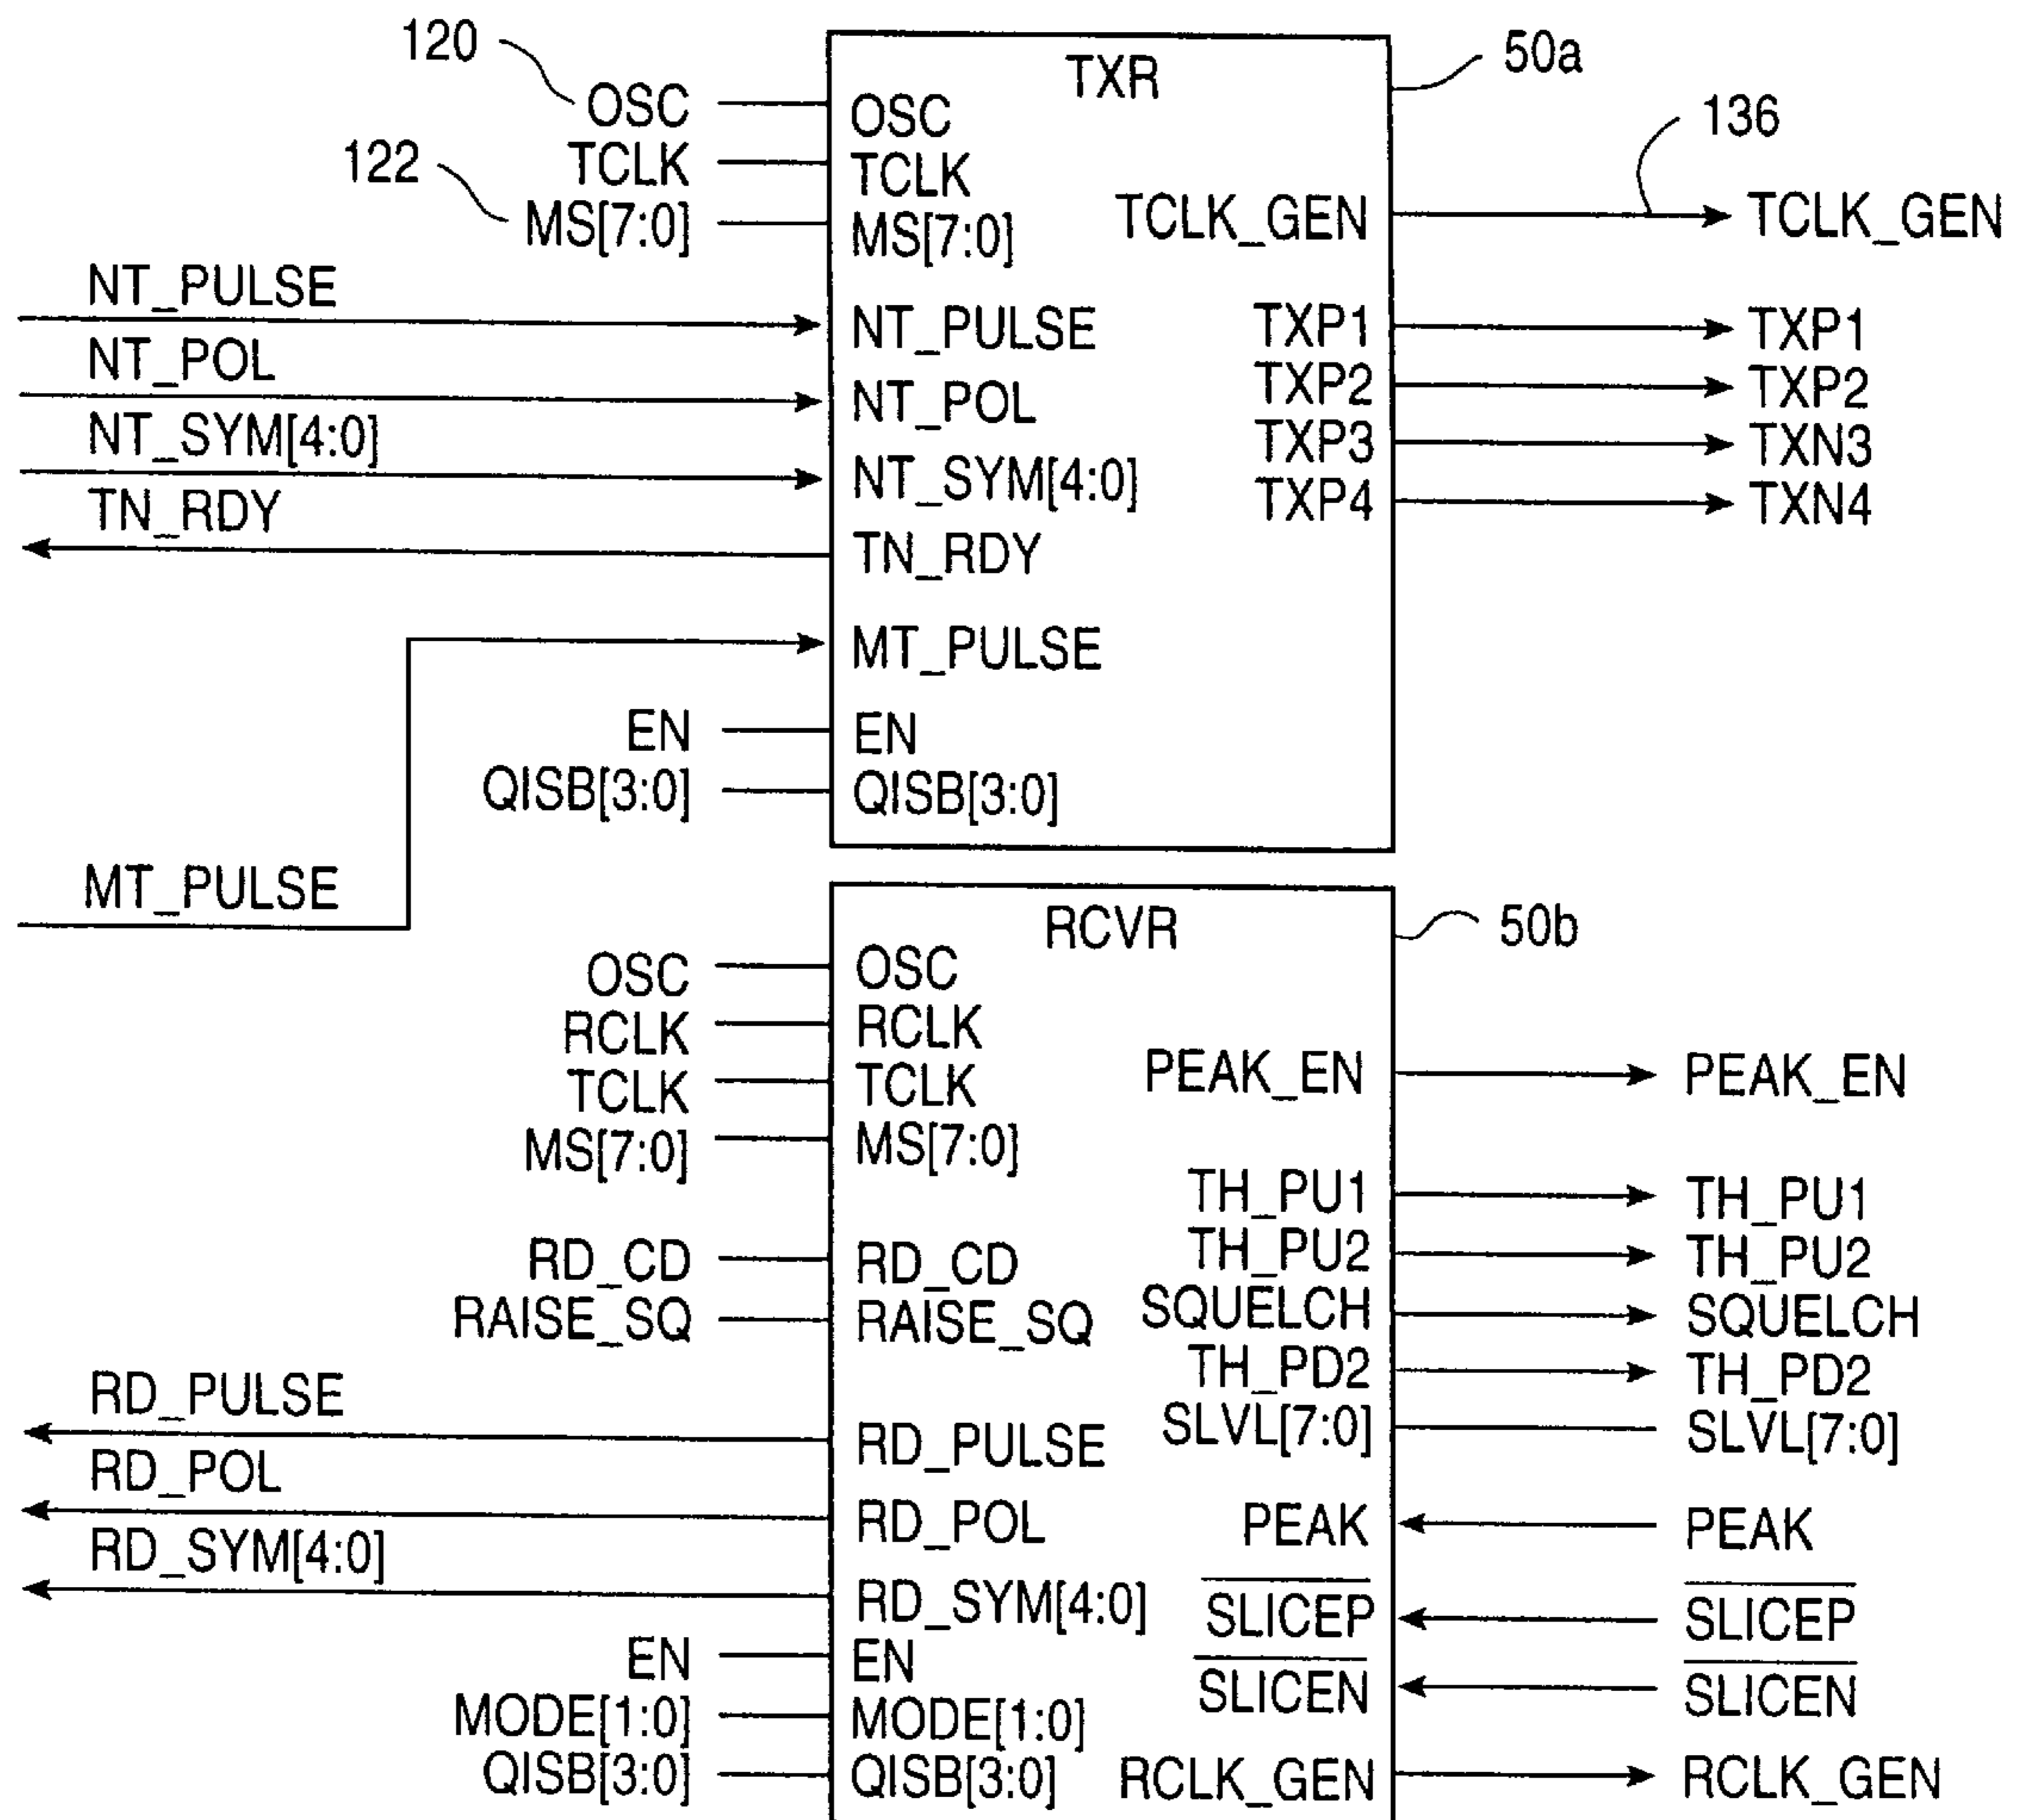 120
TXR
50a
OSC
OSC
136
122
TCLK
TCLK
MS[7:0]
MS[7:0]
TCLK_GEN
TCLK_GEN
NT_PULSE
NT_PULSE
TXP1
TXP1
NT_POL
NT_POL
TXP2
TXP2
NT_SYM[4:0]
NT_SYM[4:0]
TXP3
TXN3
TXP4
TXN4
TN_RDY
TN_RDY
MT_PULSE
EN
EN
QISB[3:0]
QISB[3:0]
MT_PULSE
RCVR
50b
OSC
OSC
RCLK
RCLK
TCLK
TCLK
PEAK_EN
PEAK_EN
MS[7:0]
MS[7:0]
TH_PU1
TH_PU1
RD_CD
RD_CD
TH_PU2
TH_PU2
RAISE_SQ
RAISE_SQ
SQUELCH
SQUELCH
TH_PD2
TH_PD2
RD_PULSE
RD_PULSE
SLVL[7:0]
SLVL[7:0]
RD_POL
RD_POL
PEAK
PEAK
RD_SYM[4:0]
RD_SYM[4:0]
SLICEP
SLICEP
EN
EN
SLICEN
SLICEN
MODE[1:0]
MODE[1:0]
QISB[3:0]
QISB[3:0]
RCLK_GEN
RCLK_GEN